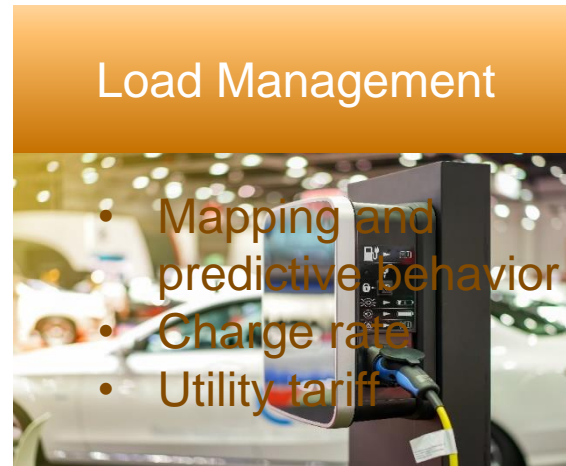 Load Management
• Mapping and
predictive behavior
• Charge rate
• Utility tariff